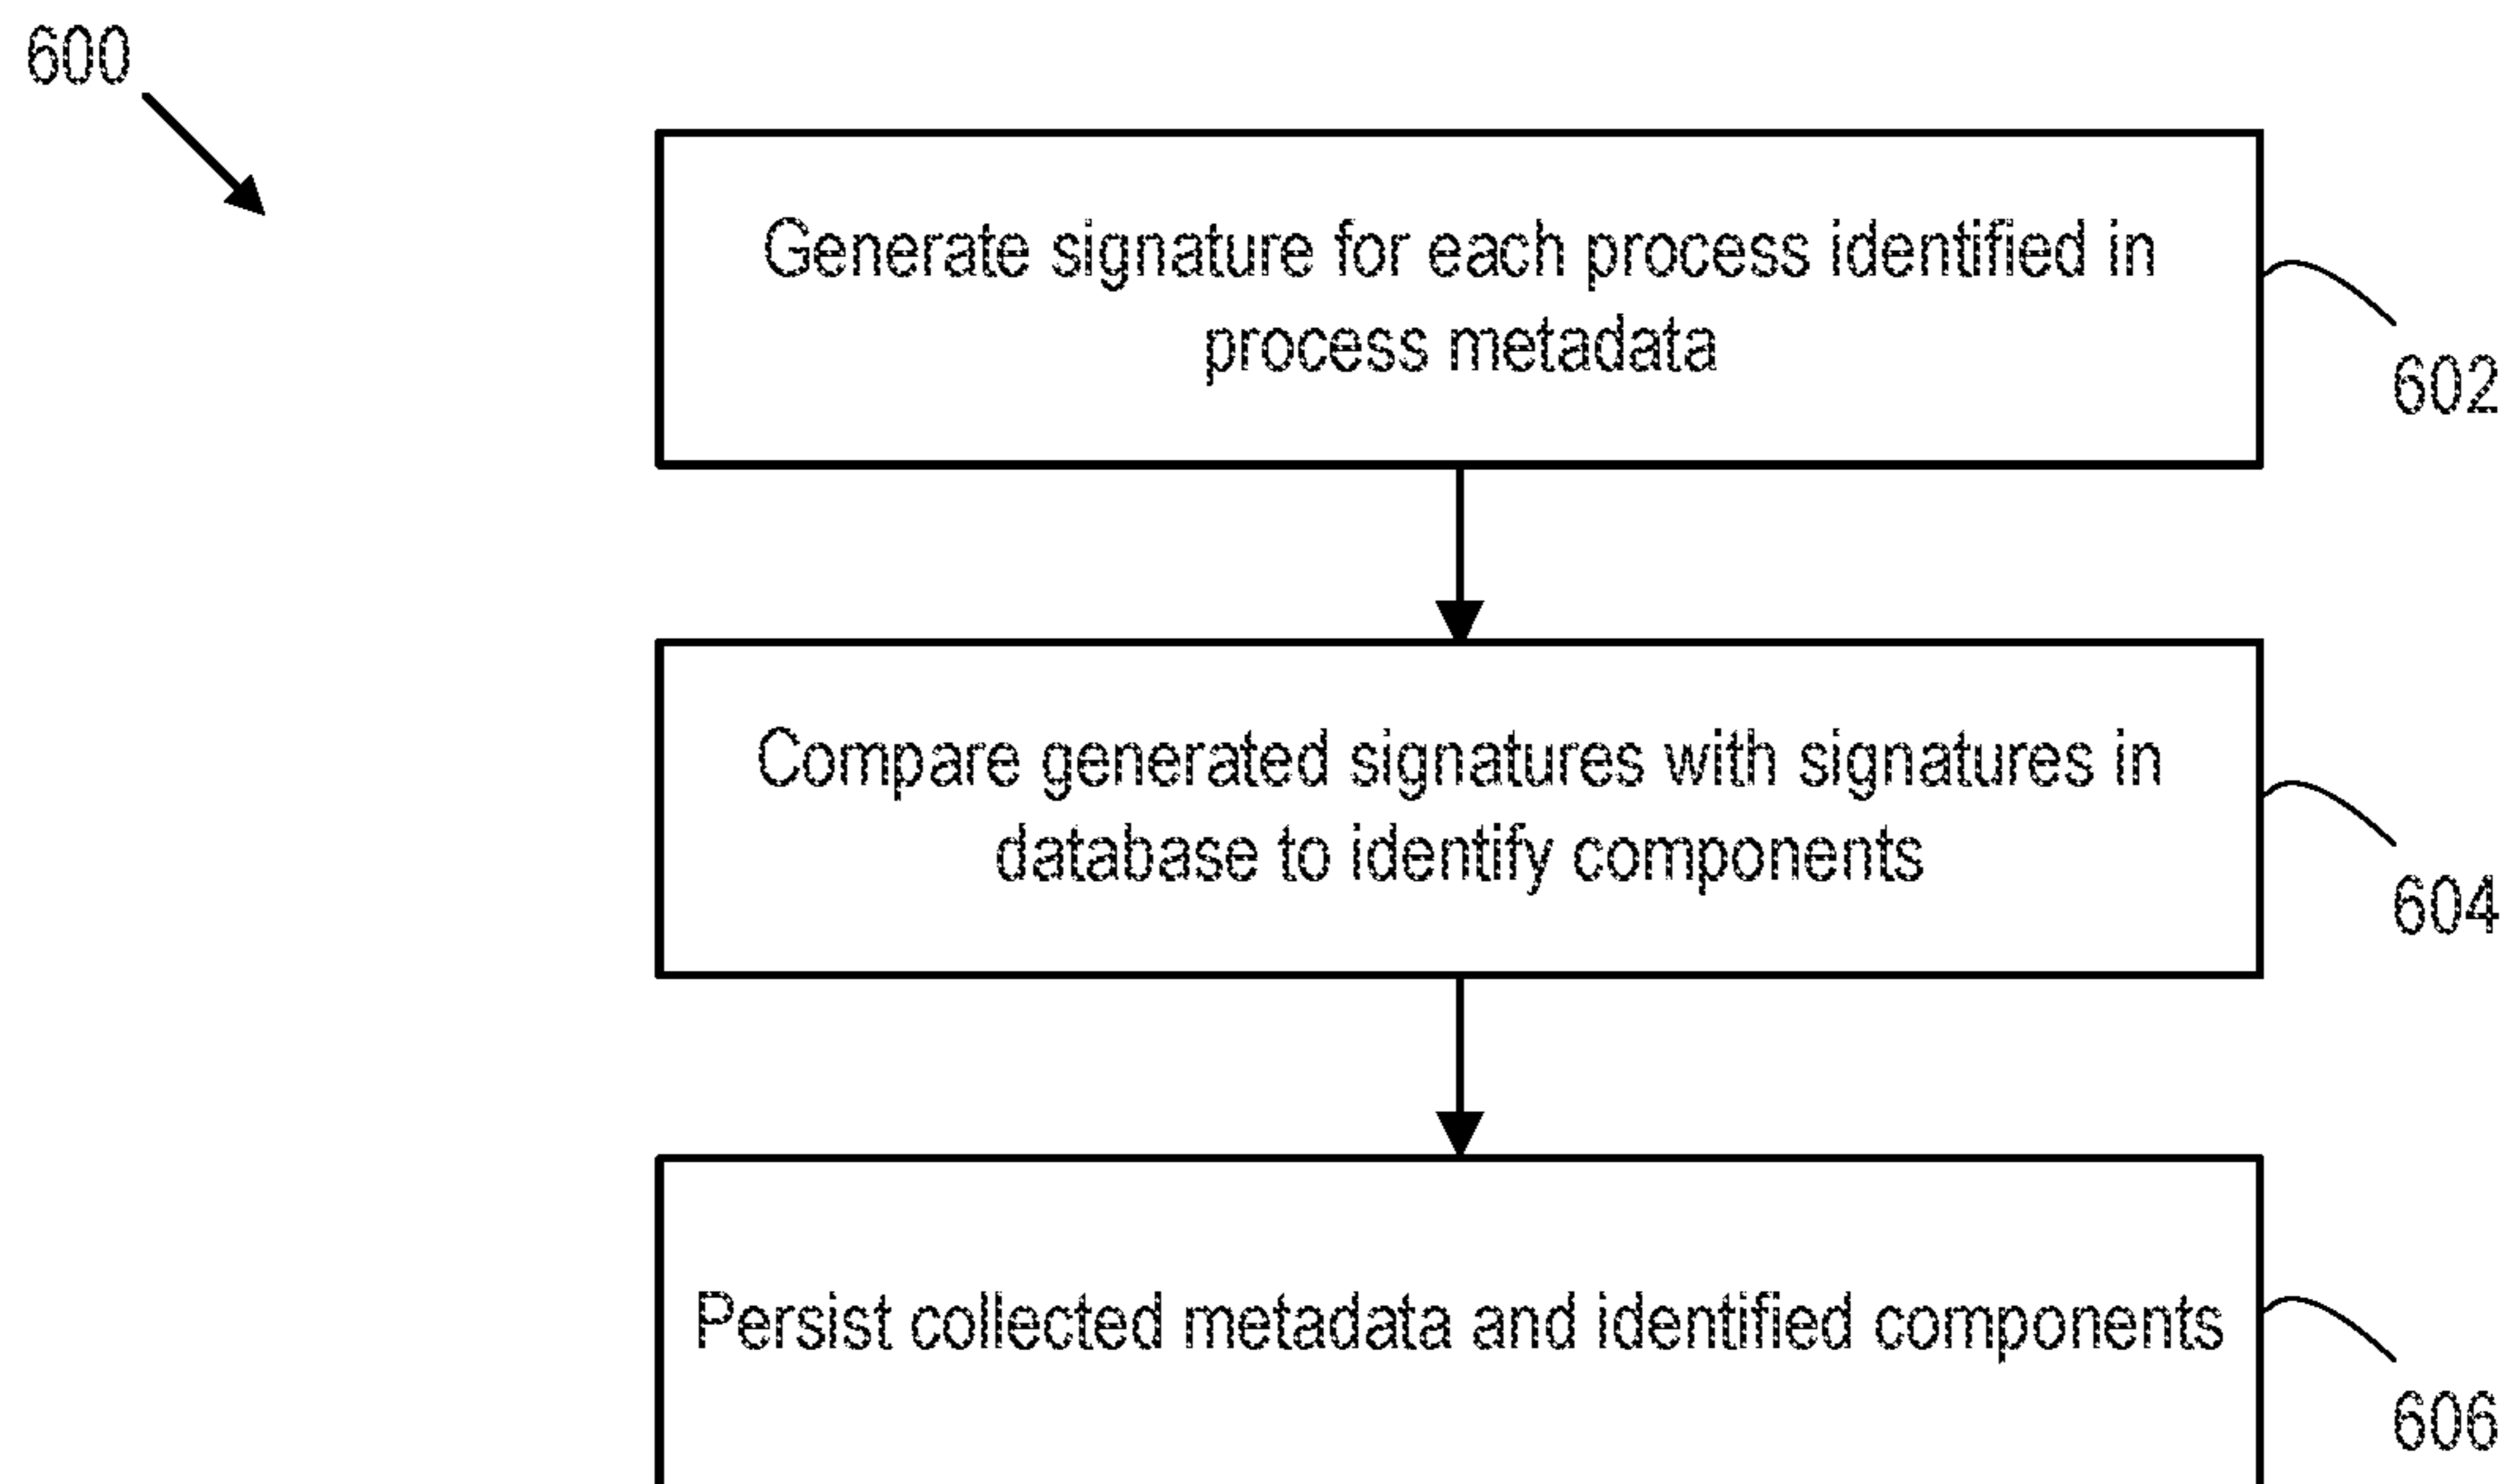 600
Generate signature for each process identified in
process metadata
602
Compare generated signatures with signatures in
database to identify components
604
Persist collected metadata and identified components
606